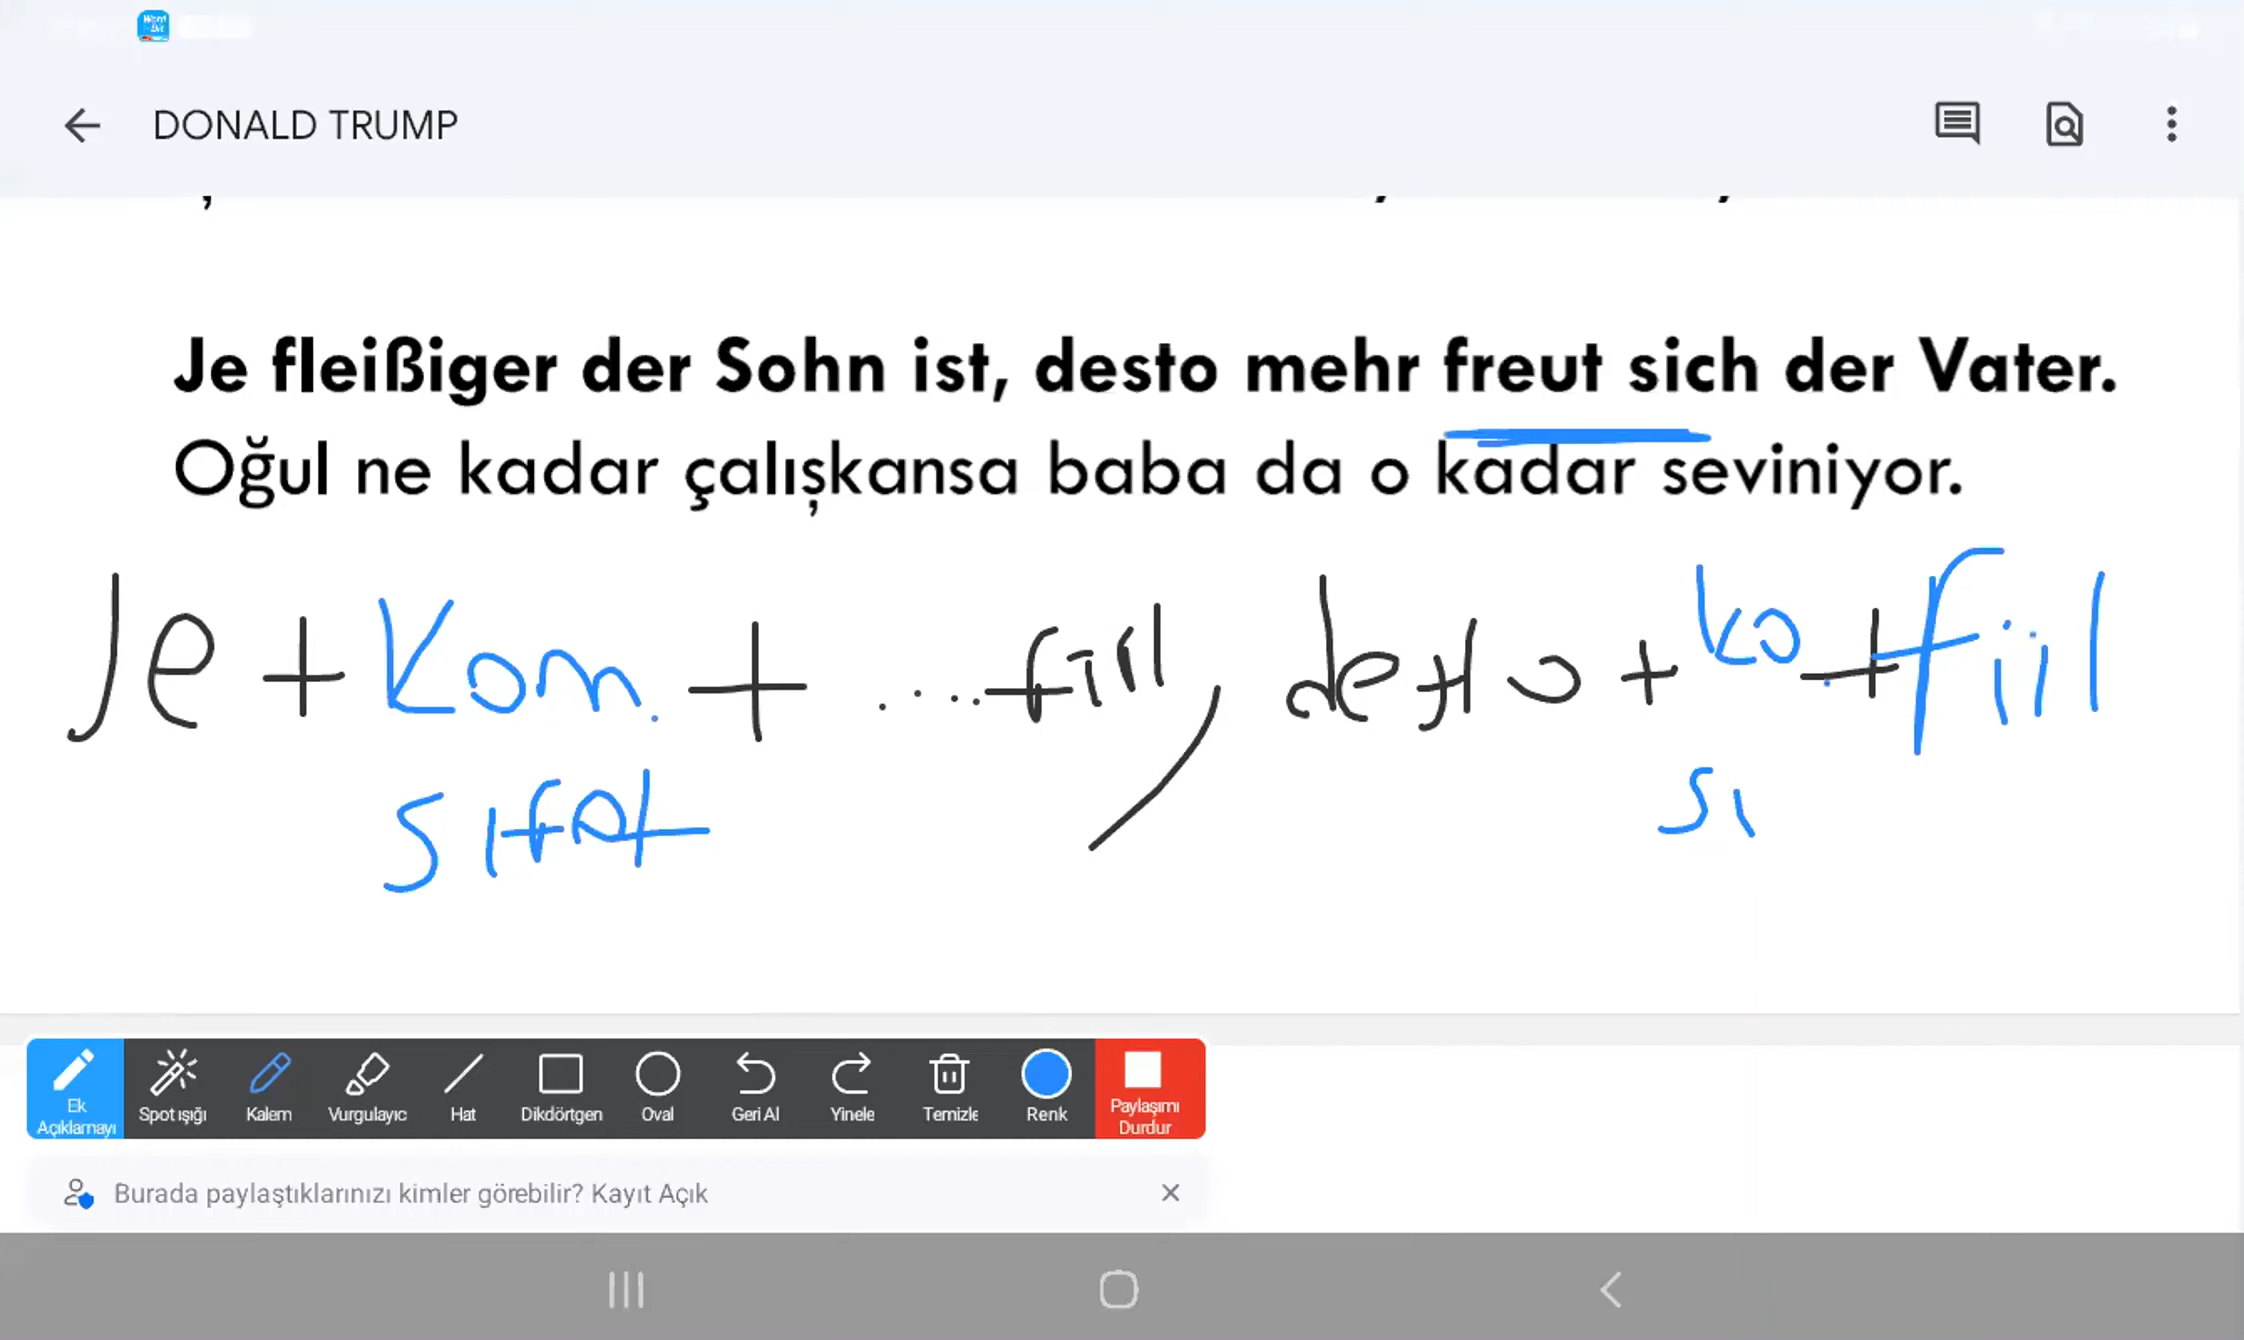 DONALD TRUMP
Je fleißiger der Sohn ist, desto mehr freut sich der Vater.
Oğul ne kadar çalışkansa baba da o kadar seviniyor.
Je + Kom. + ....fiil, desto + ko + fiil
sıfat sı
Ek Açıklamayı Spot ışığı Kalem Vurgulayıc Hat Dikdörtgen Oval Geri Al Yinele Temizle Renk Paylaşımı Durdur
Burada paylaştıklarınızı kimler görebilir? Kayıt Açık